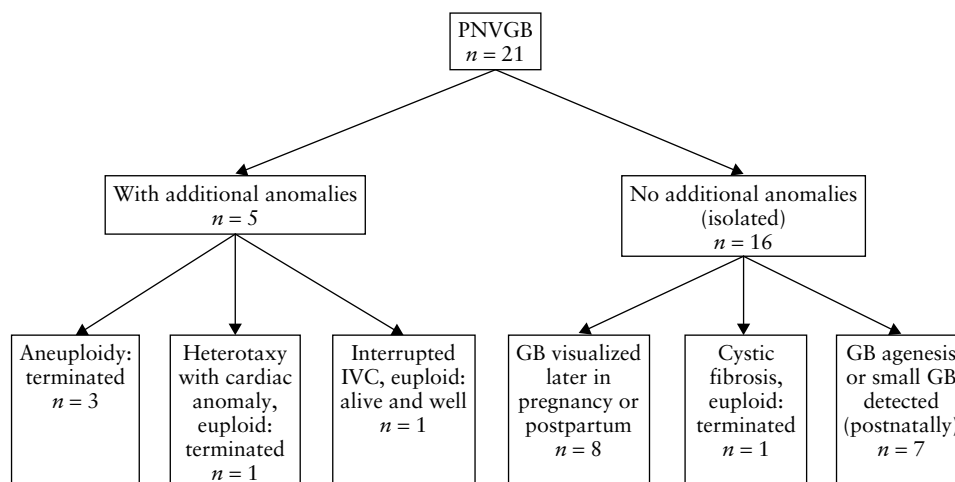 PNVGB
n = 21
With additional anomalies
n = 5
No additional anomalies
(isolated)
n = 16
Aneuploidy:
terminated
n = 3
Heterotaxy
with cardiac
anomaly,
euploid:
terminated
n = 1
Interrupted
IVC, euploid:
alive and well
n = 1
GB visualized
later in
pregnancy or
postpartum
n = 8
Cystic
fibrosis,
euploid:
terminated
n = 1
GB agenesis
or small GB
detected
(postnatally)
n = 7